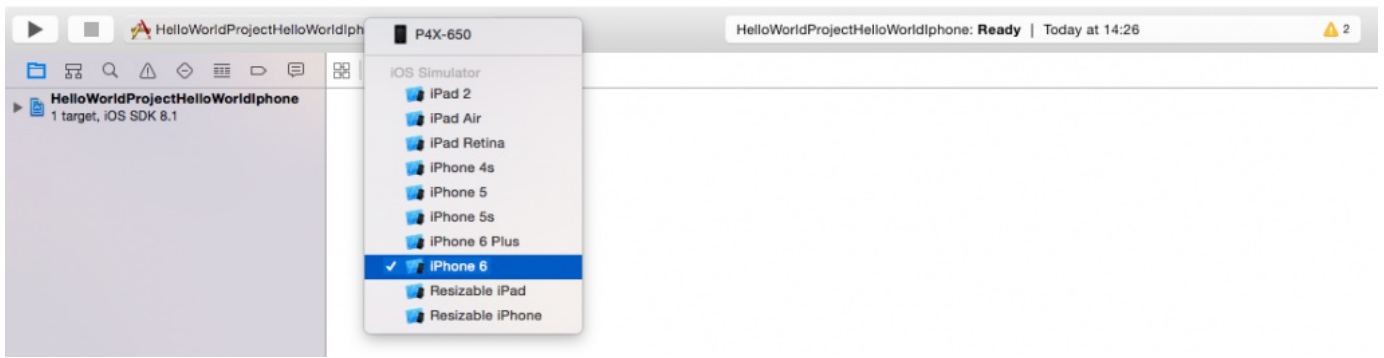 HelloWorldProjectHelloWorldIph
P4X-650
HelloWorldProjectHelloWorldIphone: Ready | Today at 14:26
2
iOS Simulator
HelloWorldProjectHelloWorldIphone
1 target, iOS SDK 8.1
iPad 2
iPad Air
iPad Retina
iPhone 4s
iPhone 5
iPhone 5s
iPhone 6 Plus
iPhone 6
Resizable iPad
Resizable iPhone